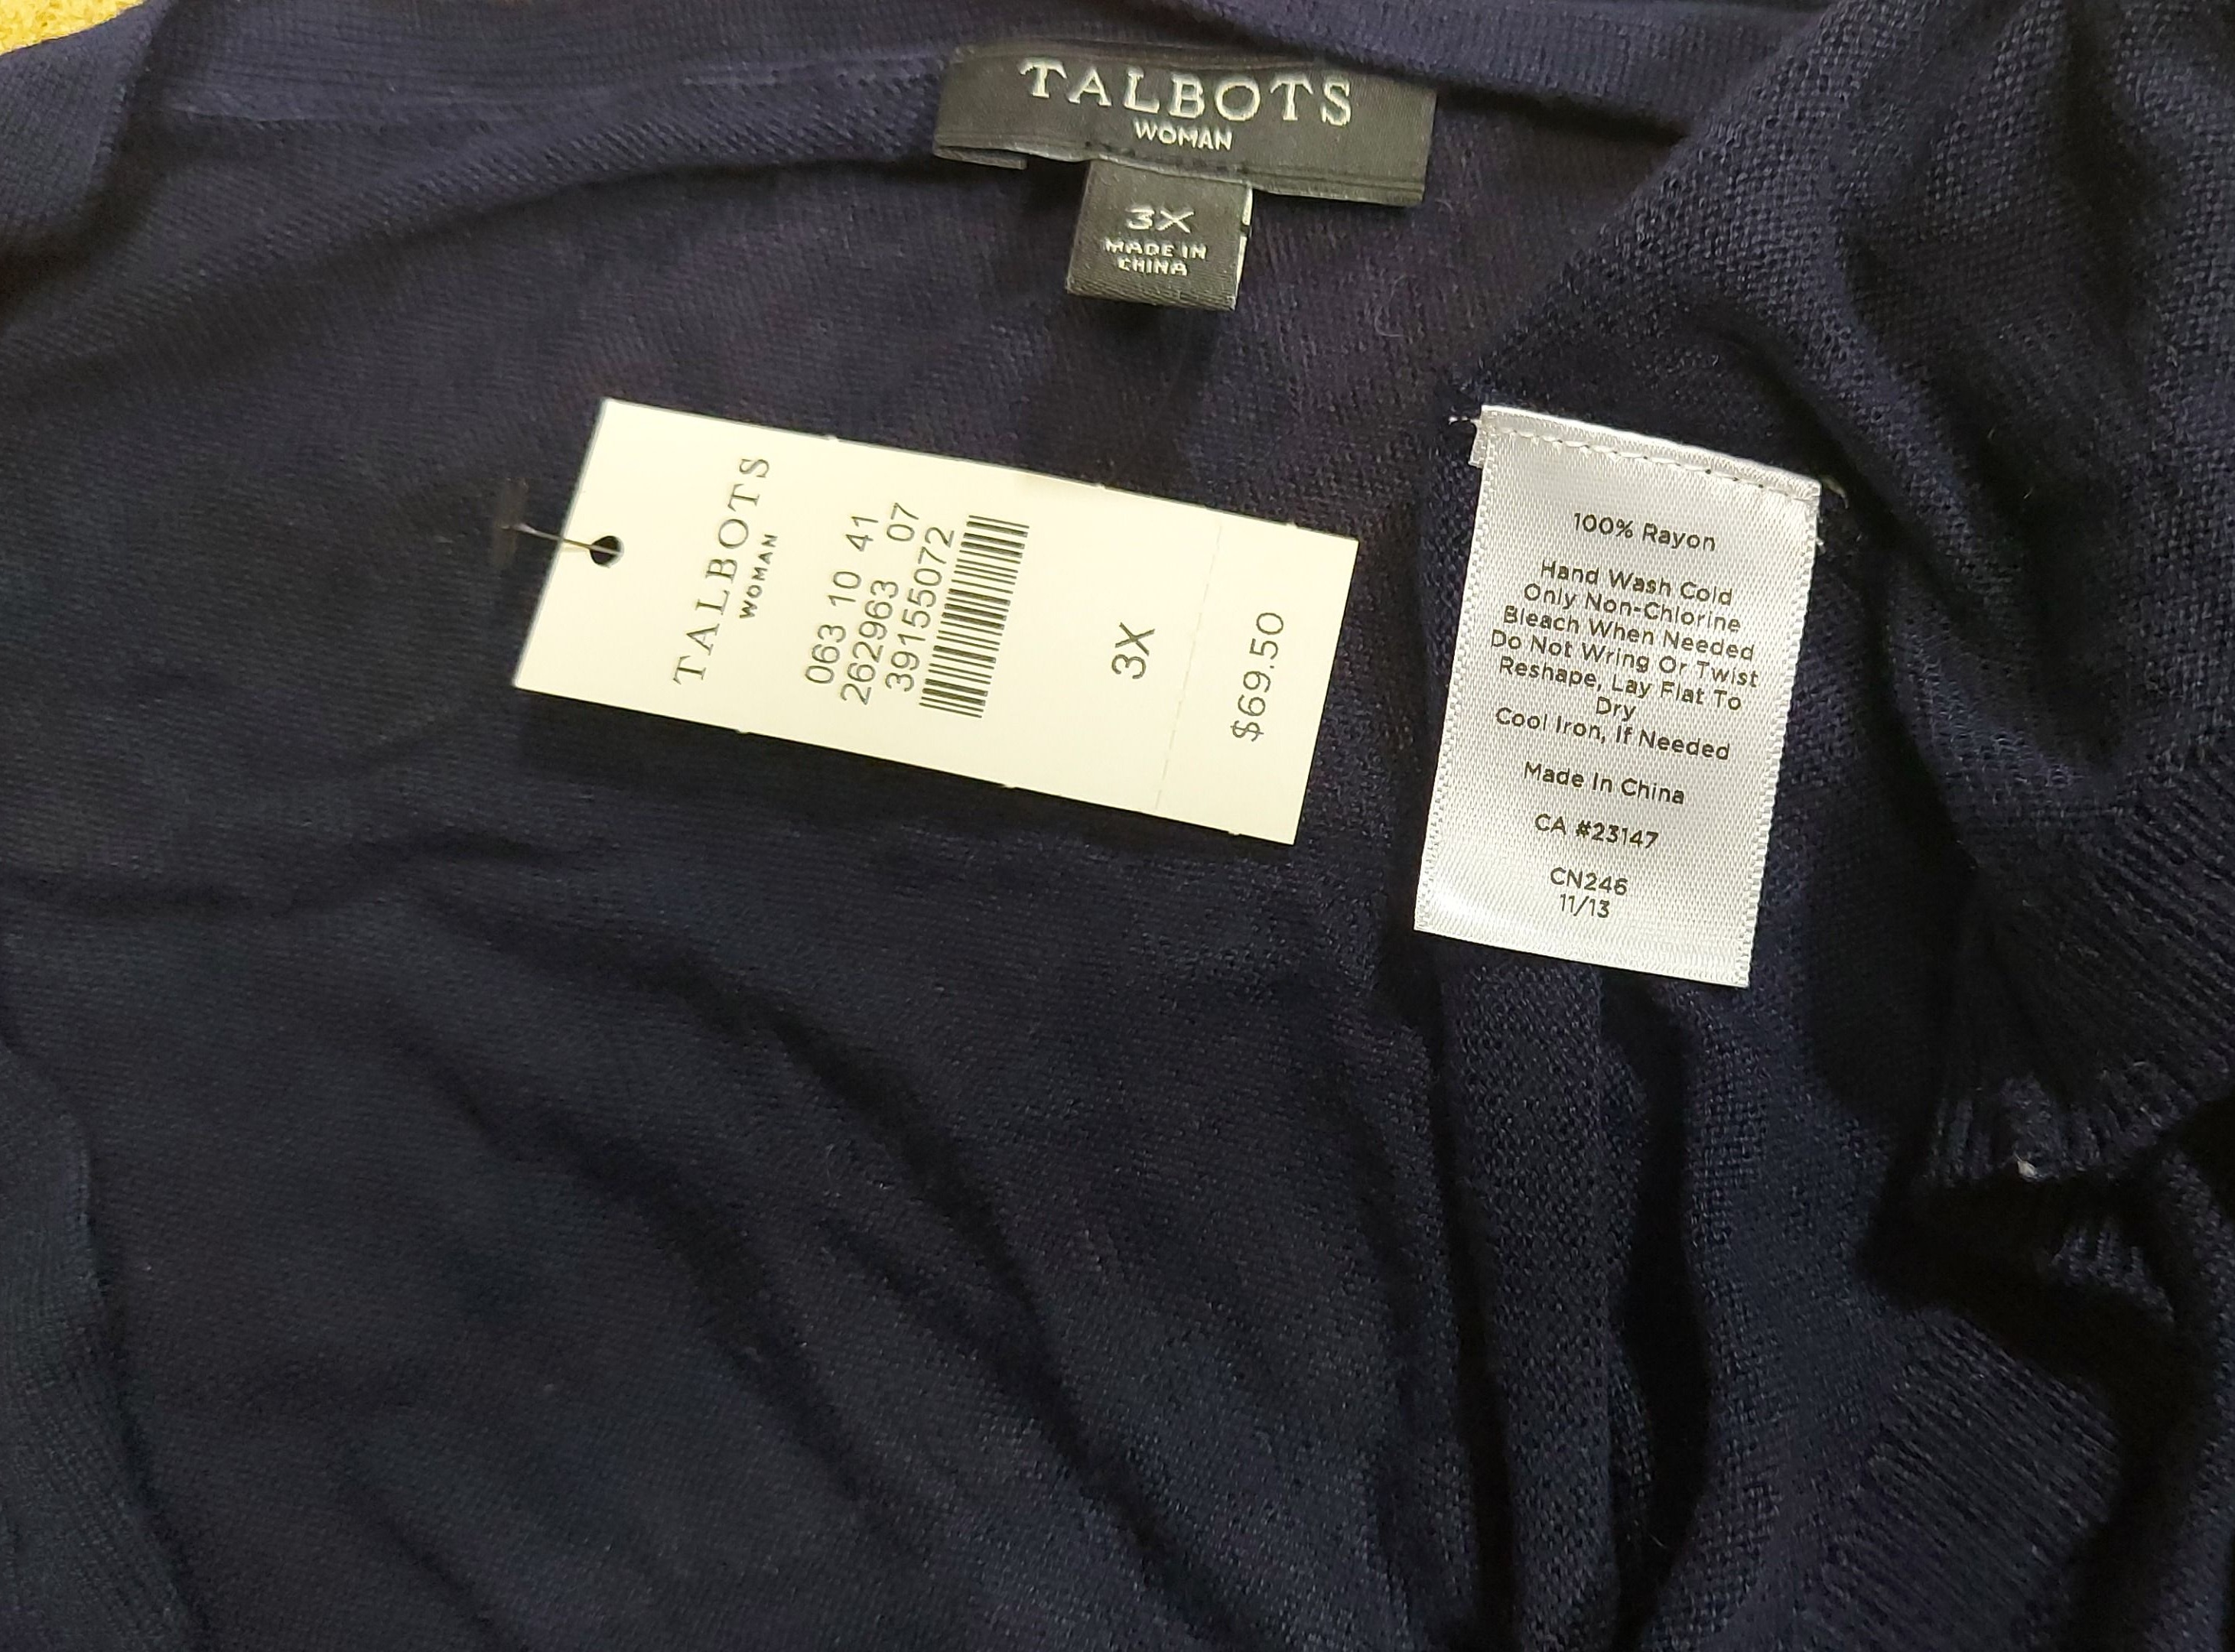 TALBOTS
WOMAN
3X
MADE IN
CHINA
TALBOTS
WOMAN
063 10 41
262963 07
391550072
3X
$69.50
100% Rayon
Hand Wash Cold
Only Non-Chlorine
Bleach When Needed
Do Not Wring Or Twist
Reshape, Lay Flat To
Dry
Cool Iron, If Needed
Made In China
CA #23147
CN246
11/13